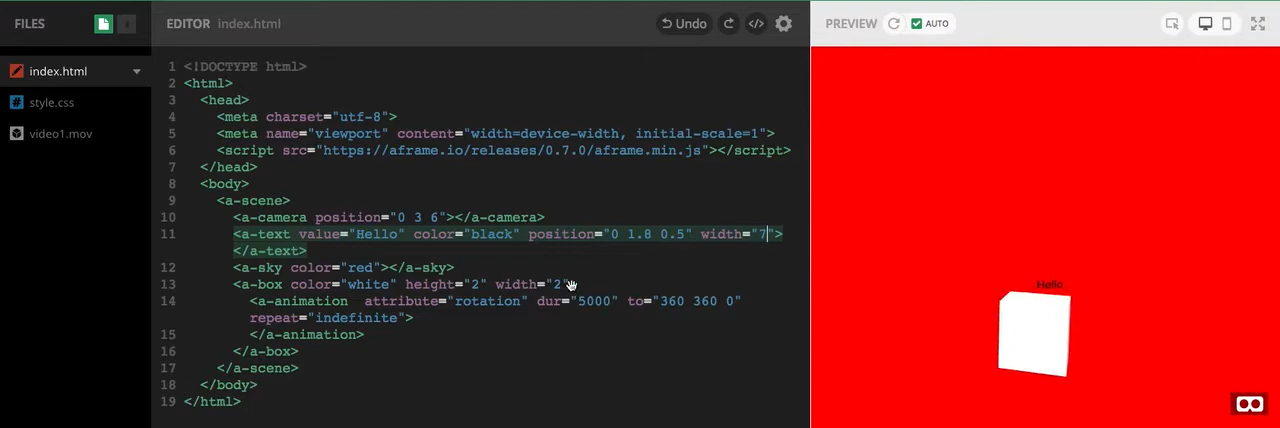 FILES
EDITOR index.html
Undo
</>
PREVIEW
AUTO
index.html
style.css
video1.mov
1 <!DOCTYPE html>
2 <html>
3 <head>
4 <meta charset="utf-8">
5 <meta name="viewport" content="width=device-width, initial-scale=1">
6 <script src="https://aframe.io/releases/0.7.0/aframe.min.js"></script>
7 </head>
8 <body>
9 <a-scene>
10 <a-camera position="0 3 6"></a-camera>
11 <a-text value="Hello" color="black" position="0 1.8 0.5" width="7">
</a-text>
12 <a-sky color="red"></a-sky>
13 <a-box color="white" height="2" width="2">
14 <a-animation attribute="rotation" dur="5000" to="360 360 0"
repeat="indefinite">
15 </a-animation>
16 </a-box>
17 </a-scene>
18 </body>
19 </html>
Hello